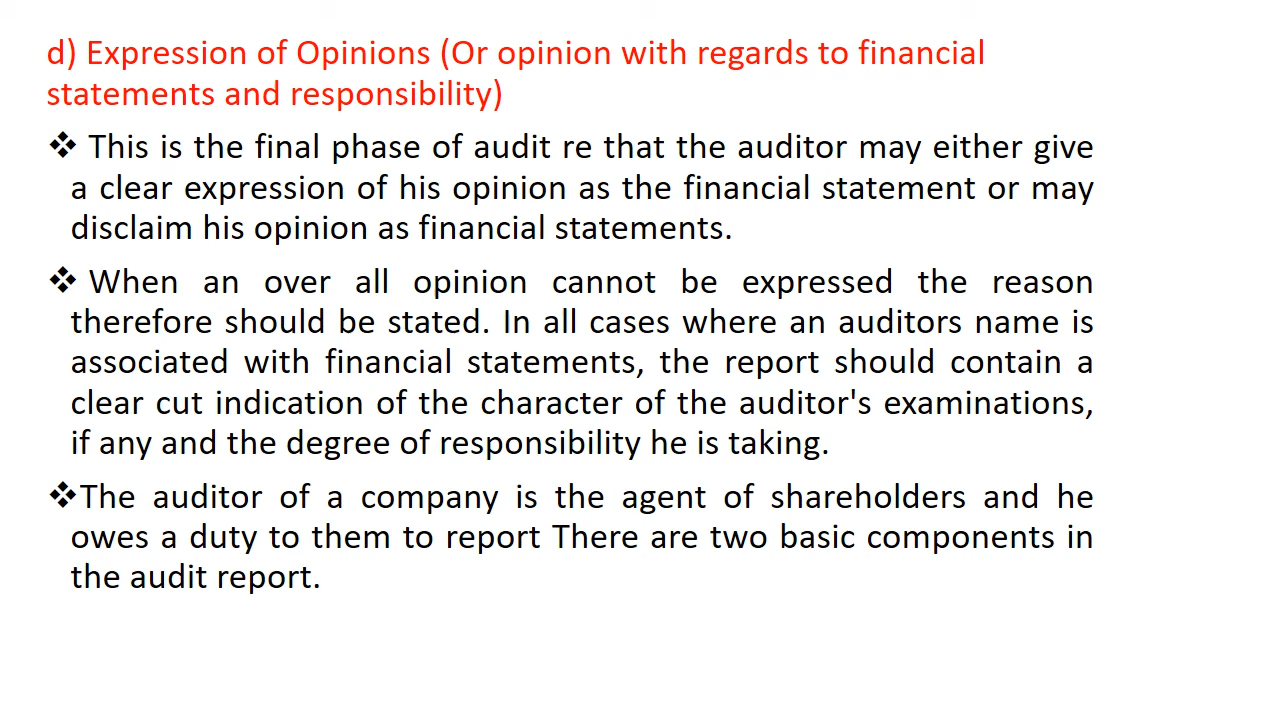 d) Expression of Opinions (Or opinion with regards to financial
statements and responsibility)
❖ This is the final phase of audit re that the auditor may either give
a clear expression of his opinion as the financial statement or may
disclaim his opinion as financial statements.
❖ When an over all opinion cannot be expressed the reason
therefore should be stated. In all cases where an auditors name is
associated with financial statements, the report should contain a
clear cut indication of the character of the auditor's examinations,
if any and the degree of responsibility he is taking.
❖The auditor of a company is the agent of shareholders and he
owes a duty to them to report There are two basic components in
the audit report.